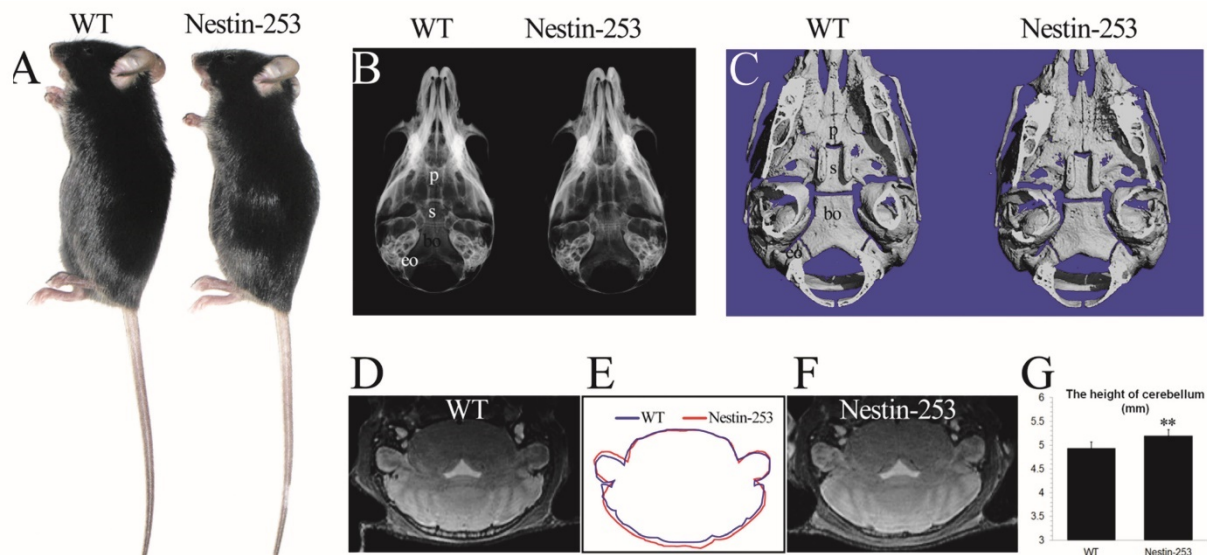 WT Nestin-253
A
WT Nestin-253
B
p
s
bo
eo
WT Nestin-253
C
p
s
bo
eo
D
WT
E
WT Nestin-253
F
Nestin-253
G
The height of cerebellum
(mm)
6
5.5
5
4.5
4
3.5
3
**
WT Nestin-253